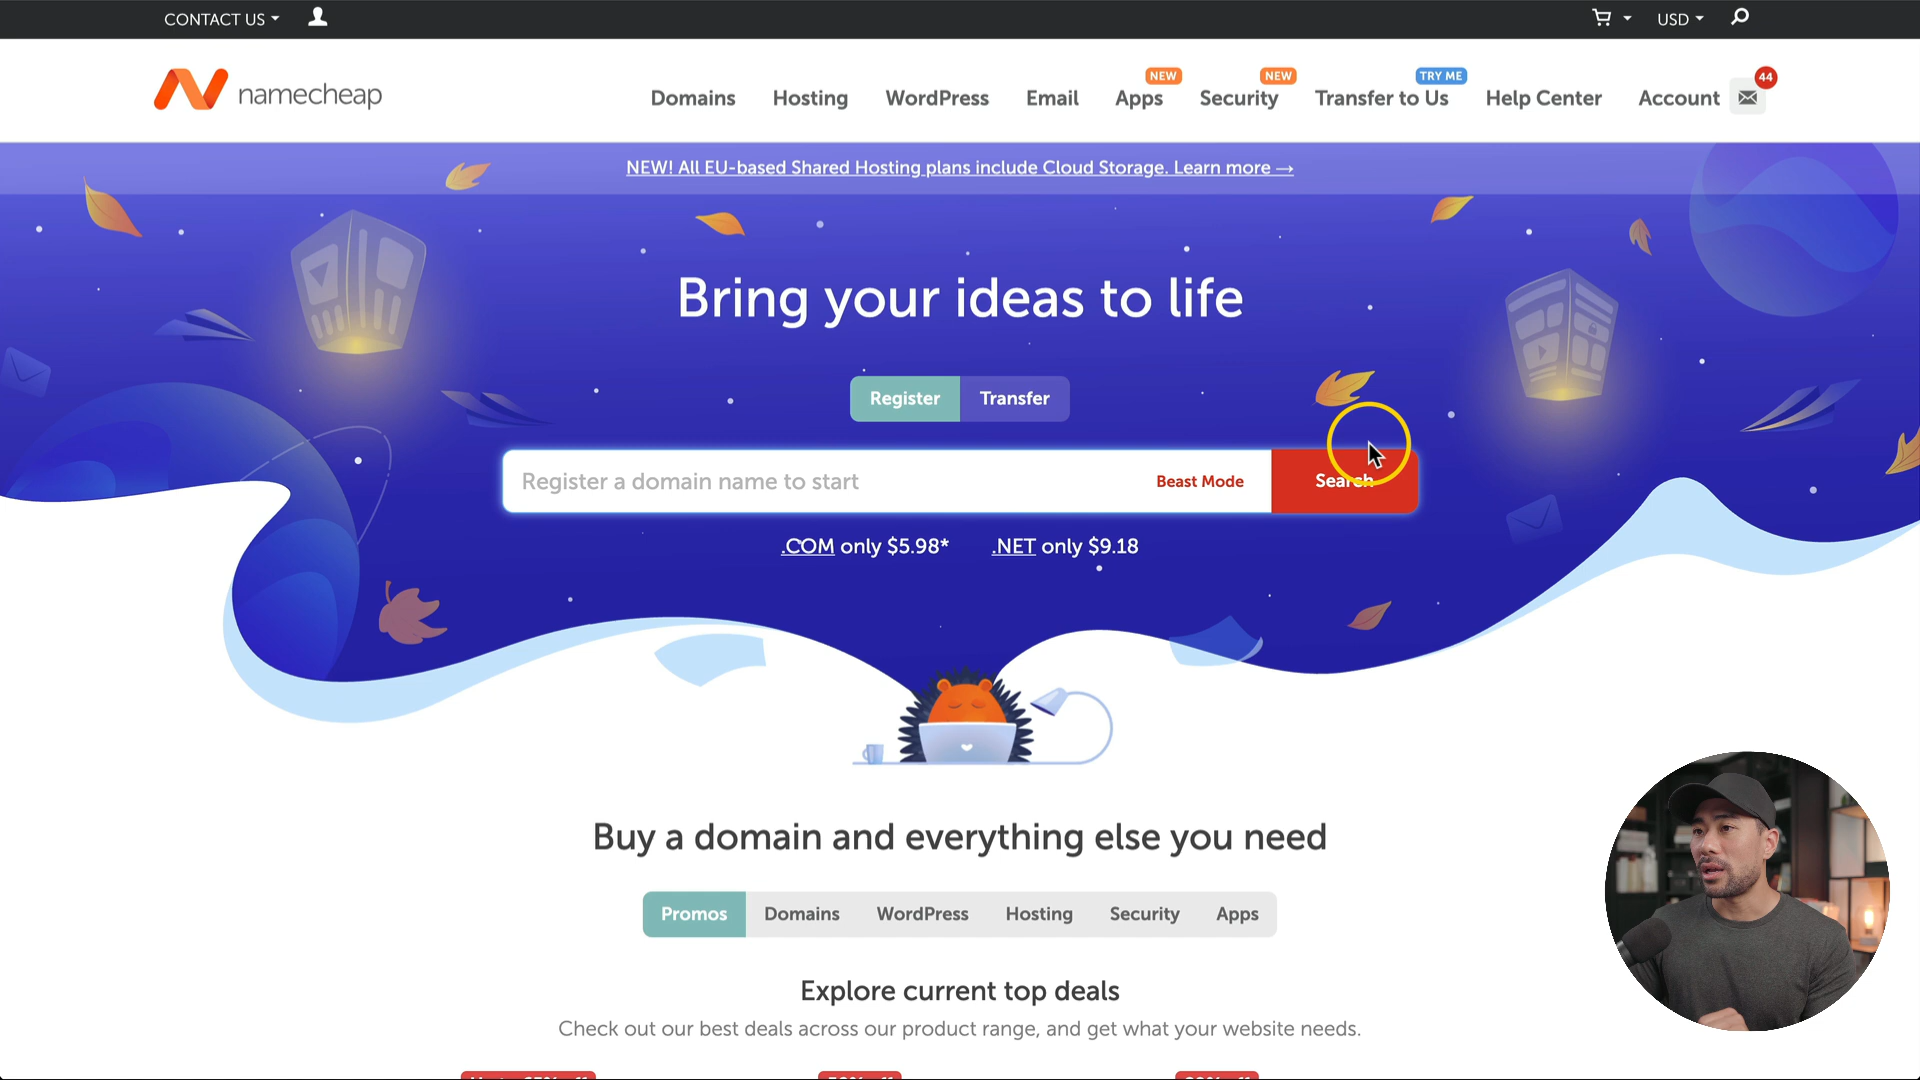 CONTACT US
USD
namecheap
NEW
NEW
TRY ME
44
Domains Hosting WordPress Email Apps Security Transfer to Us Help Center Account
NEW! All EU-based Shared Hosting plans include Cloud Storage. Learn more →
Bring your ideas to life
Register Transfer
Register a domain name to start Beast Mode Search
.COM only $5.98* .NET only $9.18
Buy a domain and everything else you need
Promos Domains WordPress Hosting Security Apps
Explore current top deals
Check out our best deals across our product range, and get what your website needs.